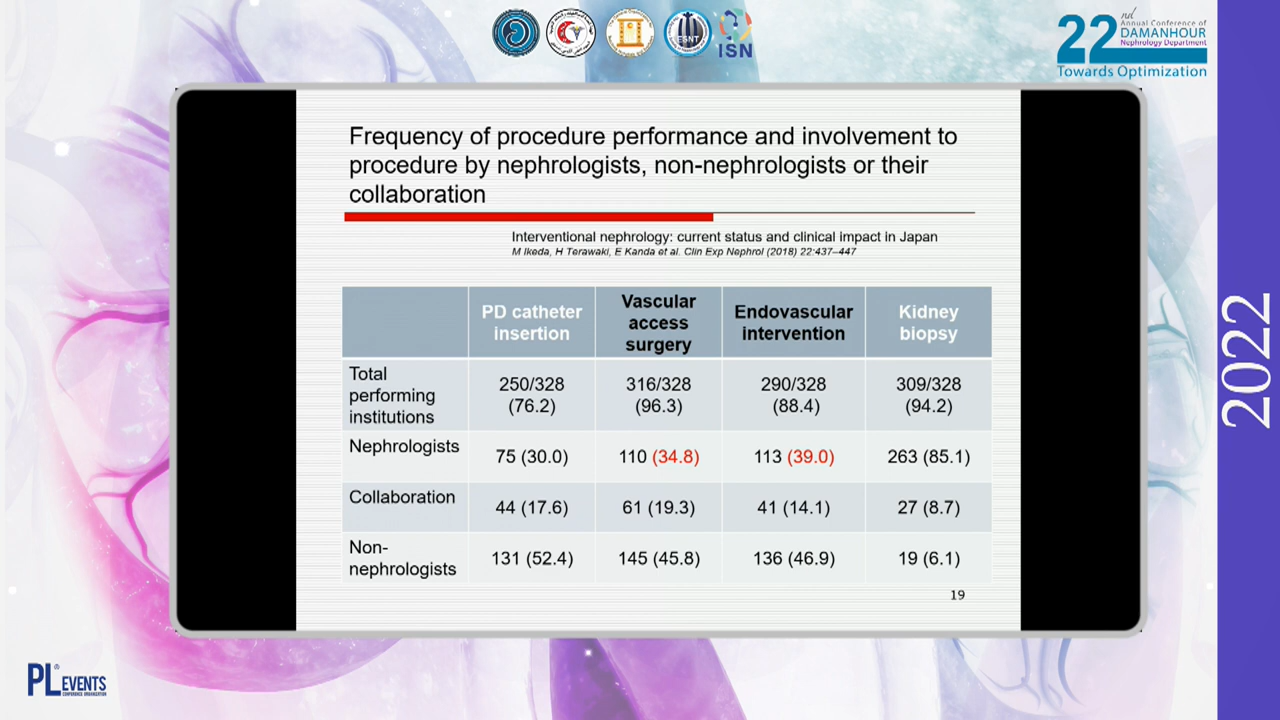 ESNT
ISN
22nd
Annual Conference of
DAMANHOUR
Nephrology Department
Towards Optimization
Frequency of procedure performance and involvement to
procedure by nephrologists, non-nephrologists or their
collaboration
Interventional nephrology: current status and clinical impact in Japan
M Ikeda, H Terawaki, E Kanda et al. Clin Exp Nephrol (2018) 22:437–447
PD catheter
insertion
Vascular
access
surgery
Endovascular
intervention
Kidney
biopsy
Total
performing
institutions
250/328
(76.2)
316/328
(96.3)
290/328
(88.4)
309/328
(94.2)
Nephrologists
75 (30.0)
110 (34.8)
113 (39.0)
263 (85.1)
Collaboration
44 (17.6)
61 (19.3)
41 (14.1)
27 (8.7)
Non-
nephrologists
131 (52.4)
145 (45.8)
136 (46.9)
19 (6.1)
19
2022
PL® EVENTS
CONFERENCE ORGANIZATION